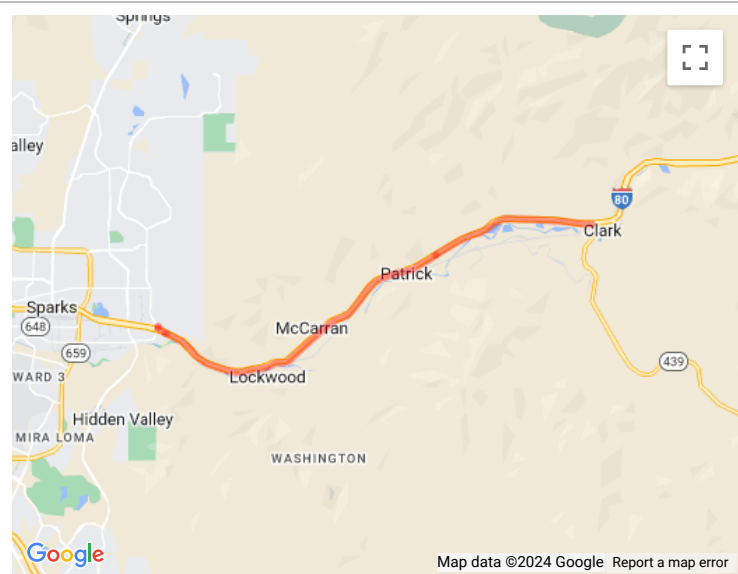 Springs
alley
80
Clark
Patrick
Sparks
648
McCarran
659
439
WARD 3
Lockwood
Hidden Valley
MIRA LOMA
WASHINGTON
Google
Map data ©2024 Google Report a map error